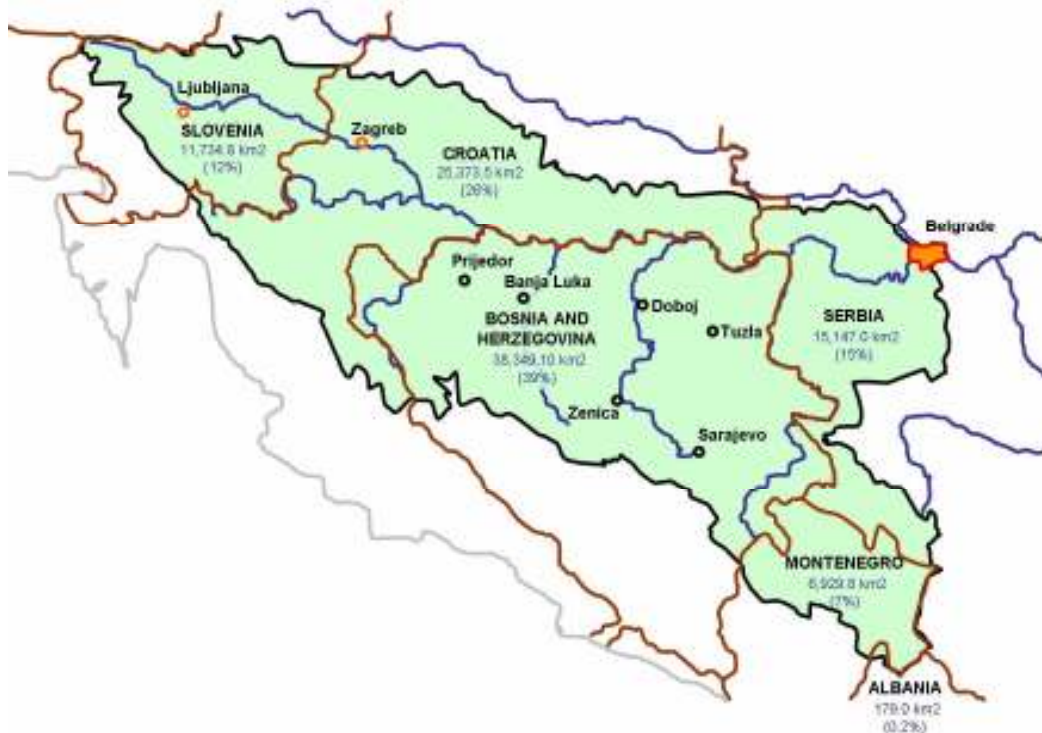 Ljubljana
SLOVENIA
11,734.8 km2
(12%)
Zagreb
CROATIA
25,373.5 km2
(26%)
Belgrade
Prijedor
Banja Luka
BOSNIA AND
HERZEGOVINA
38,349.10 km2
(39%)
Doboj
Tuzla
SERBIA
15,147.0 km2
(15%)
Zenica
Sarajevo
MONTENEGRO
6,929.8 km2
(7%)
ALBANIA
179.0 km2
(0.2%)